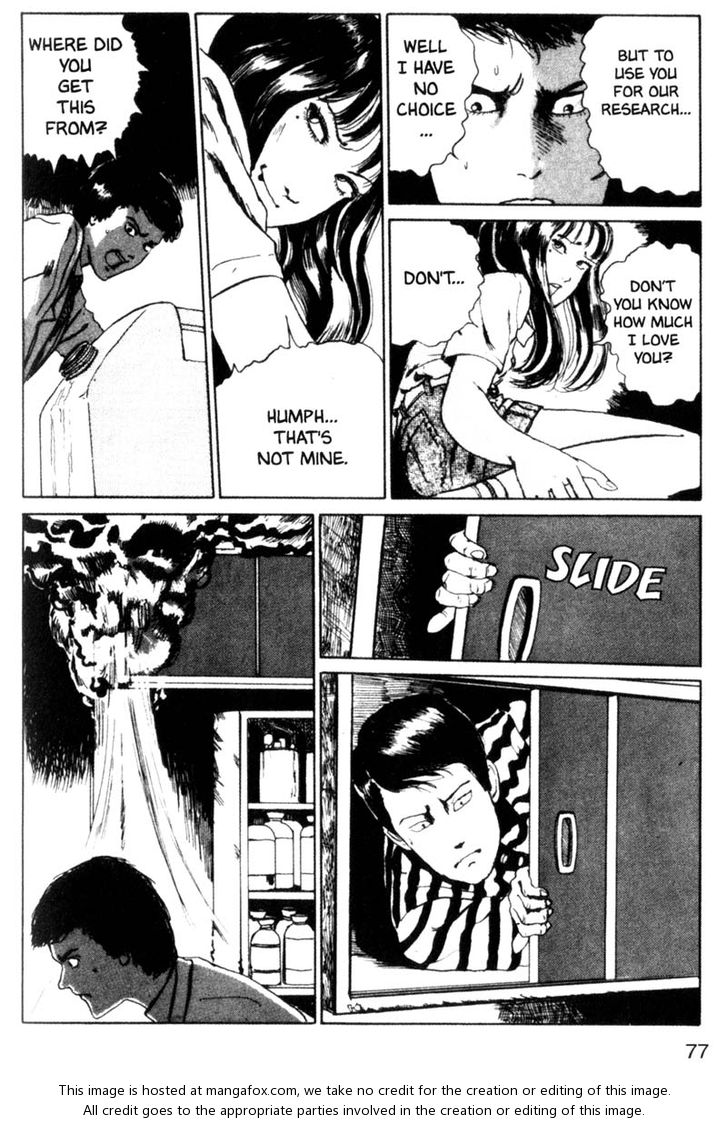 WHERE DID
YOU
GET
THIS
FROM?
HUMPH...
THAT'S
NOT MINE.
WELL
I HAVE
NO
CHOICE
...
BUT TO
USE YOU
FOR OUR
RESEARCH...
DON'T...
DON'T
YOU KNOW
HOW MUCH
I LOVE
YOU?
SLIDE
77
This image is hosted at mangafox.com, we take no credit for the creation or editing of this image.
All credit goes to the appropriate parties involved in the creation or editing of this image.